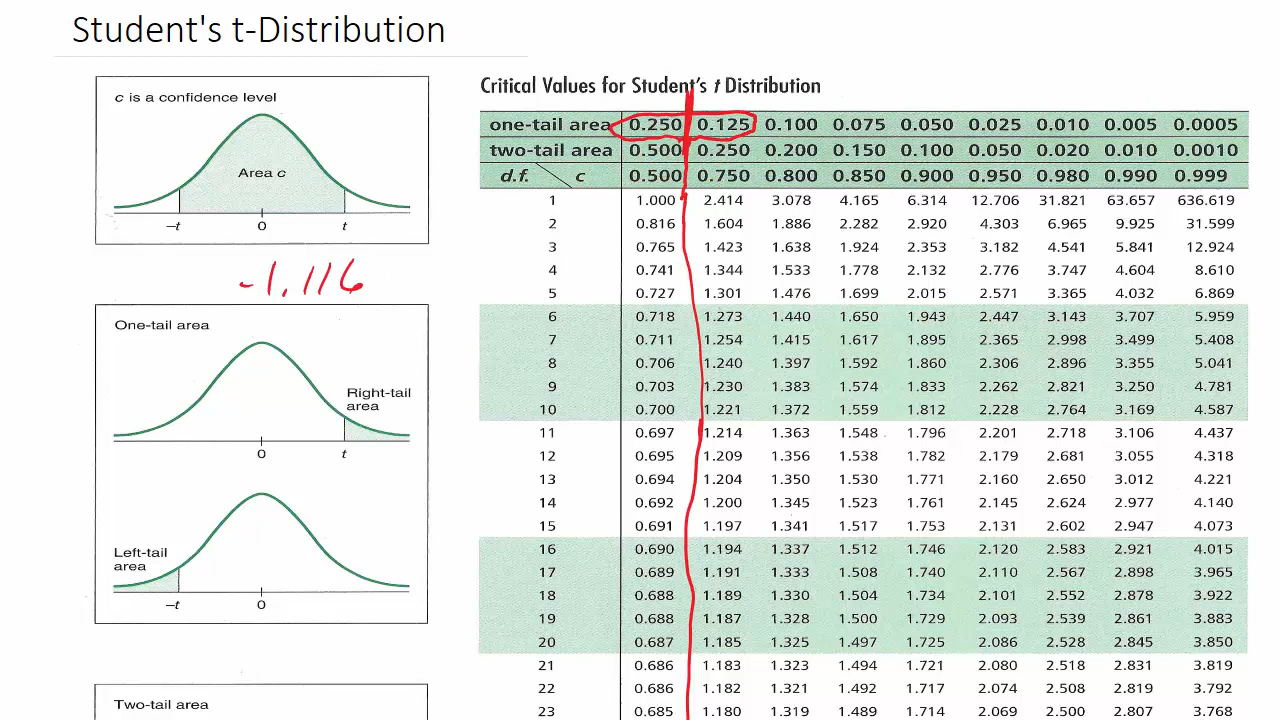 Student's t-Distribution
c is a confidence level
Area c
−t 0 t
-1.116
One-tail area
Right-tail
area
0 t
Left-tail
area
−t 0
Two-tail area
Critical Values for Student's t Distribution
one-tail area 0.250 0.125 0.100 0.075 0.050 0.025 0.010 0.005 0.0005
two-tail area 0.500 0.250 0.200 0.150 0.100 0.050 0.020 0.010 0.0010
d.f. c 0.500 0.750 0.800 0.850 0.900 0.950 0.980 0.990 0.999
1 1.000 2.414 3.078 4.165 6.314 12.706 31.821 63.657 636.619
2 0.816 1.604 1.886 2.282 2.920 4.303 6.965 9.925 31.599
3 0.765 1.423 1.638 1.924 2.353 3.182 4.541 5.841 12.924
4 0.741 1.344 1.533 1.778 2.132 2.776 3.747 4.604 8.610
5 0.727 1.301 1.476 1.699 2.015 2.571 3.365 4.032 6.869
6 0.718 1.273 1.440 1.650 1.943 2.447 3.143 3.707 5.959
7 0.711 1.254 1.415 1.617 1.895 2.365 2.998 3.499 5.408
8 0.706 1.240 1.397 1.592 1.860 2.306 2.896 3.355 5.041
9 0.703 1.230 1.383 1.574 1.833 2.262 2.821 3.250 4.781
10 0.700 1.221 1.372 1.559 1.812 2.228 2.764 3.169 4.587
11 0.697 1.214 1.363 1.548 1.796 2.201 2.718 3.106 4.437
12 0.695 1.209 1.356 1.538 1.782 2.179 2.681 3.055 4.318
13 0.694 1.204 1.350 1.530 1.771 2.160 2.650 3.012 4.221
14 0.692 1.200 1.345 1.523 1.761 2.145 2.624 2.977 4.140
15 0.691 1.197 1.341 1.517 1.753 2.131 2.602 2.947 4.073
16 0.690 1.194 1.337 1.512 1.746 2.120 2.583 2.921 4.015
17 0.689 1.191 1.333 1.508 1.740 2.110 2.567 2.898 3.965
18 0.688 1.189 1.330 1.504 1.734 2.101 2.552 2.878 3.922
19 0.688 1.187 1.328 1.500 1.729 2.093 2.539 2.861 3.883
20 0.687 1.185 1.325 1.497 1.725 2.086 2.528 2.845 3.850
21 0.686 1.183 1.323 1.494 1.721 2.080 2.518 2.831 3.819
22 0.686 1.182 1.321 1.492 1.717 2.074 2.508 2.819 3.792
23 0.685 1.180 1.319 1.489 1.714 2.069 2.500 2.807 3.768